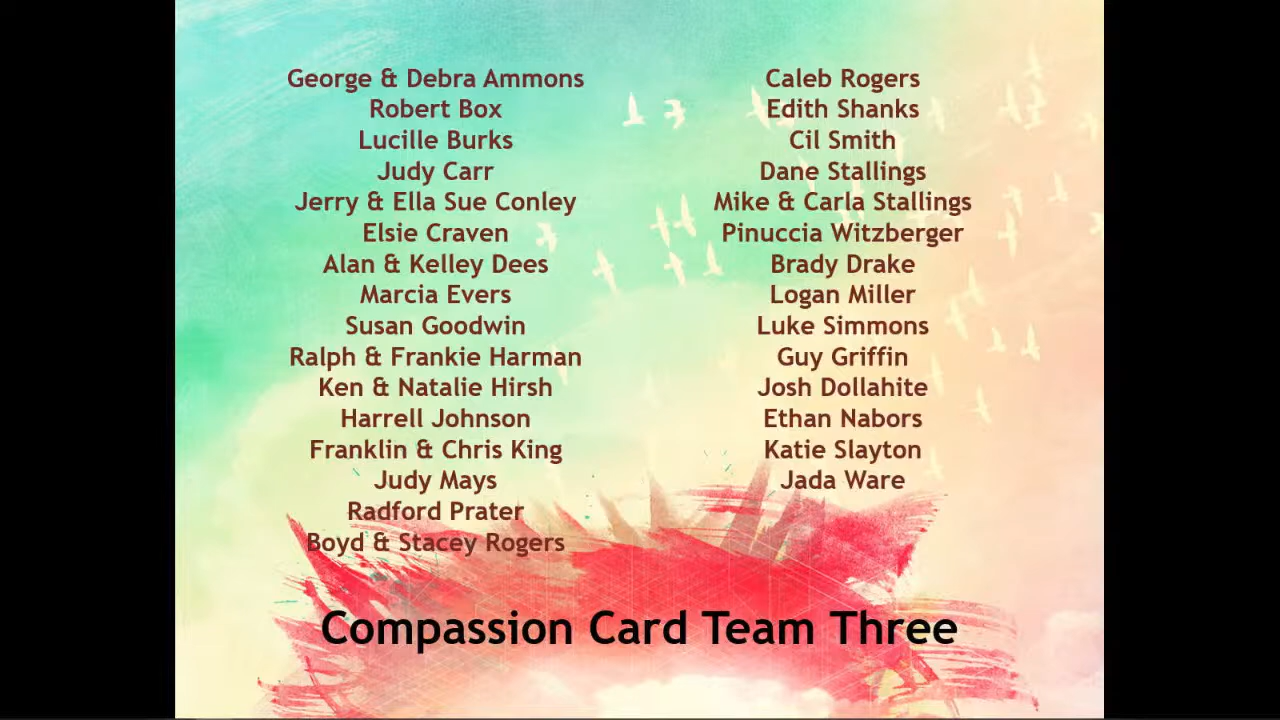 George & Debra Ammons
Robert Box
Lucille Burks
Judy Carr
Jerry & Ella Sue Conley
Elsie Craven
Alan & Kelley Dees
Marcia Evers
Susan Goodwin
Ralph & Frankie Harman
Ken & Natalie Hirsh
Harrell Johnson
Franklin & Chris King
Judy Mays
Radford Prater
Boyd & Stacey Rogers
Caleb Rogers
Edith Shanks
Cil Smith
Dane Stallings
Mike & Carla Stallings
Pinuccia Witzberger
Brady Drake
Logan Miller
Luke Simmons
Guy Griffin
Josh Dollahite
Ethan Nabors
Katie Slayton
Jada Ware
Compassion Card Team Three